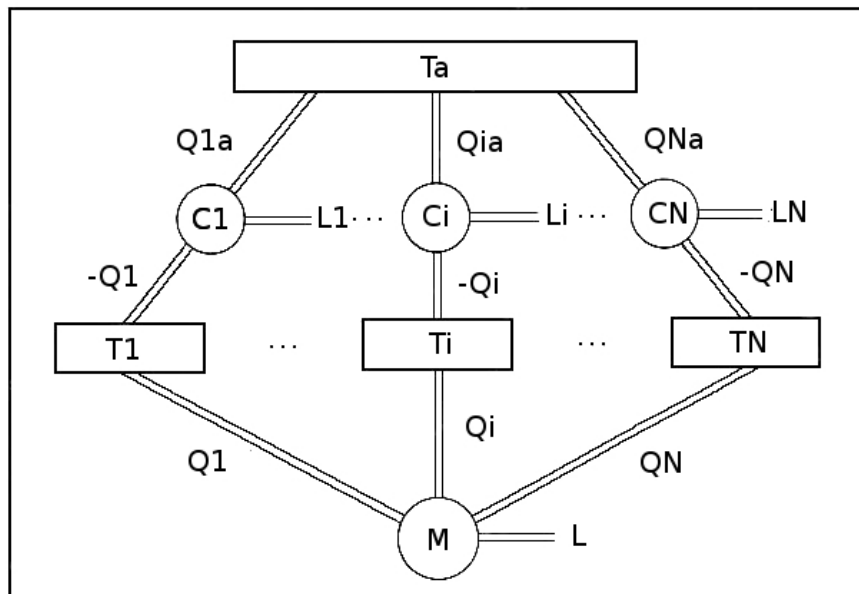 Ta
Q1a Qia QNa
C1 L1 ... Ci Li ... CN LN
-Q1 -Qi -QN
T1 ... Ti ... TN
Q1 Qi QN
M L